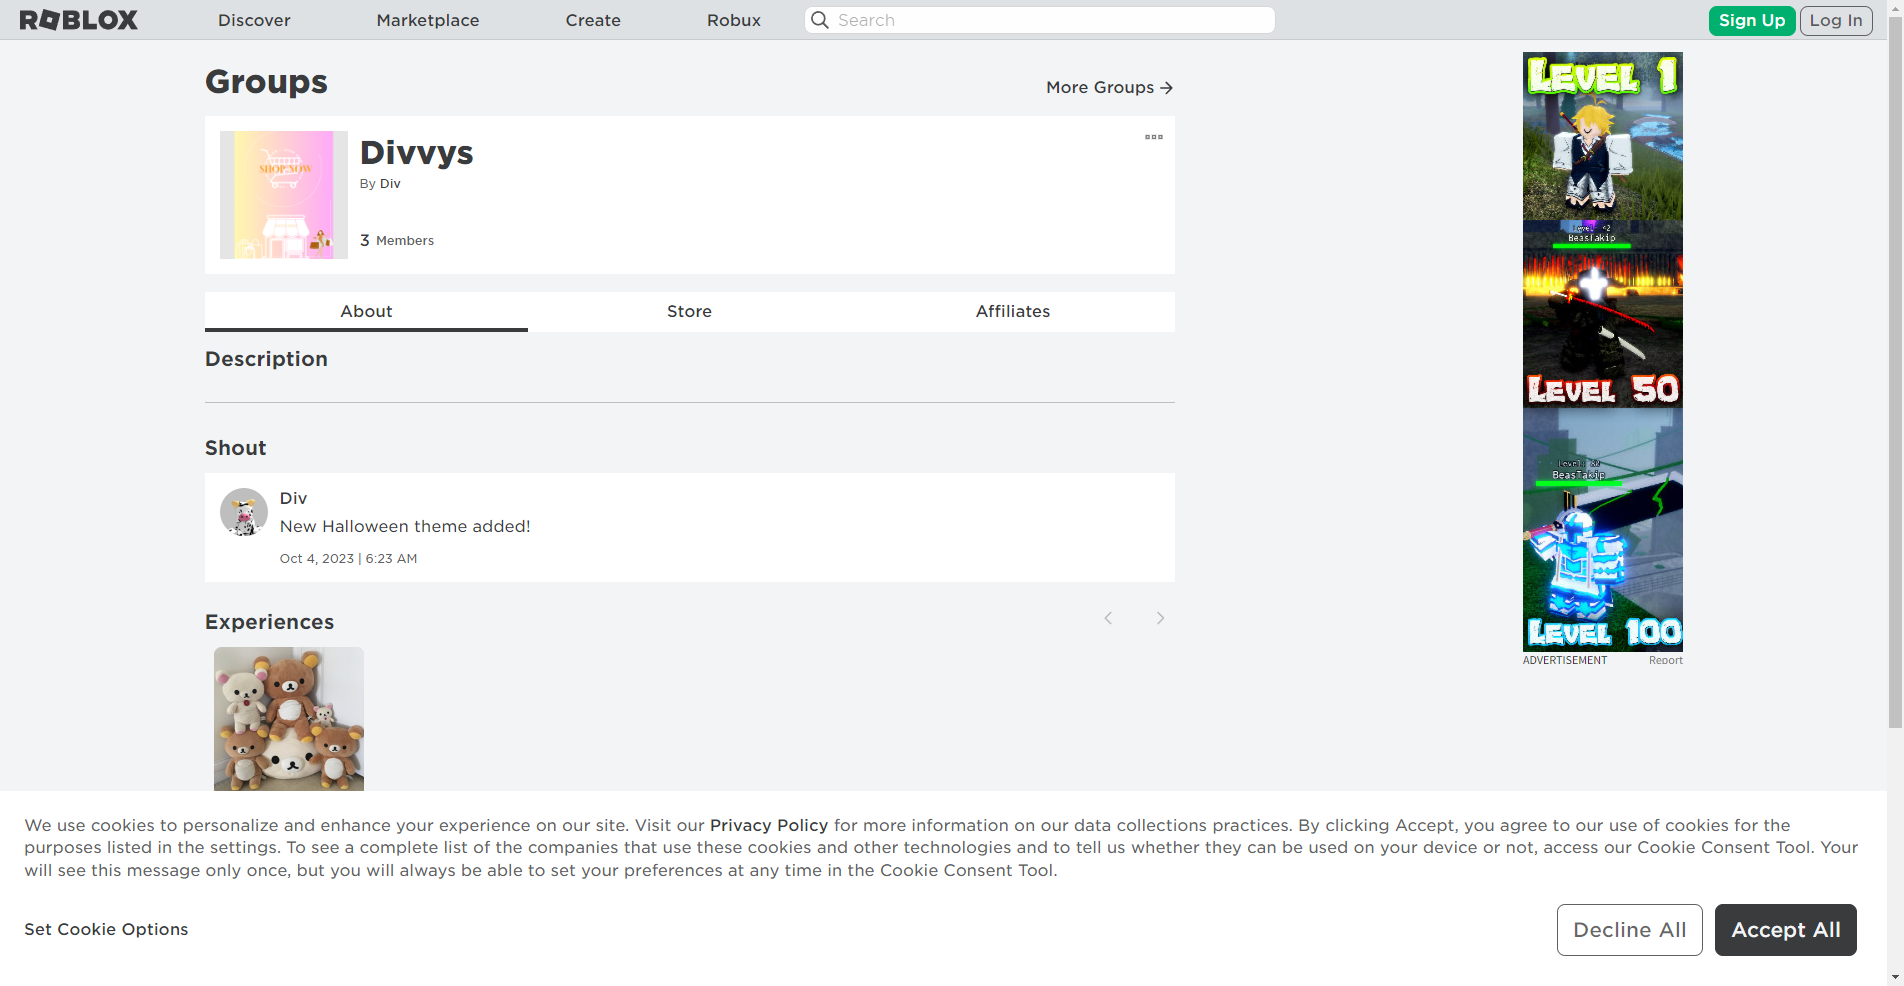 ROBLOX
Discover
Marketplace
Create
Robux
Search
Sign Up
Log In
Groups
More Groups
SHOP NOW
Divvys
By Div
3 Members
About
Store
Affiliates
Description
Shout
Div
New Halloween theme added!
Oct 4, 2023 | 6:23 AM
Experiences
LEVEL 1
BeasTakip
LEVEL 50
BeasTakip
LEVEL 100
ADVERTISEMENT
Report
We use cookies to personalize and enhance your experience on our site. Visit our Privacy Policy for more information on our data collections practices. By clicking Accept, you agree to our use of cookies for the
purposes listed in the settings. To see a complete list of the companies that use these cookies and other technologies and to tell us whether they can be used on your device or not, access our Cookie Consent Tool. Your
will see this message only once, but you will always be able to set your preferences at any time in the Cookie Consent Tool.
Set Cookie Options
Decline All
Accept All